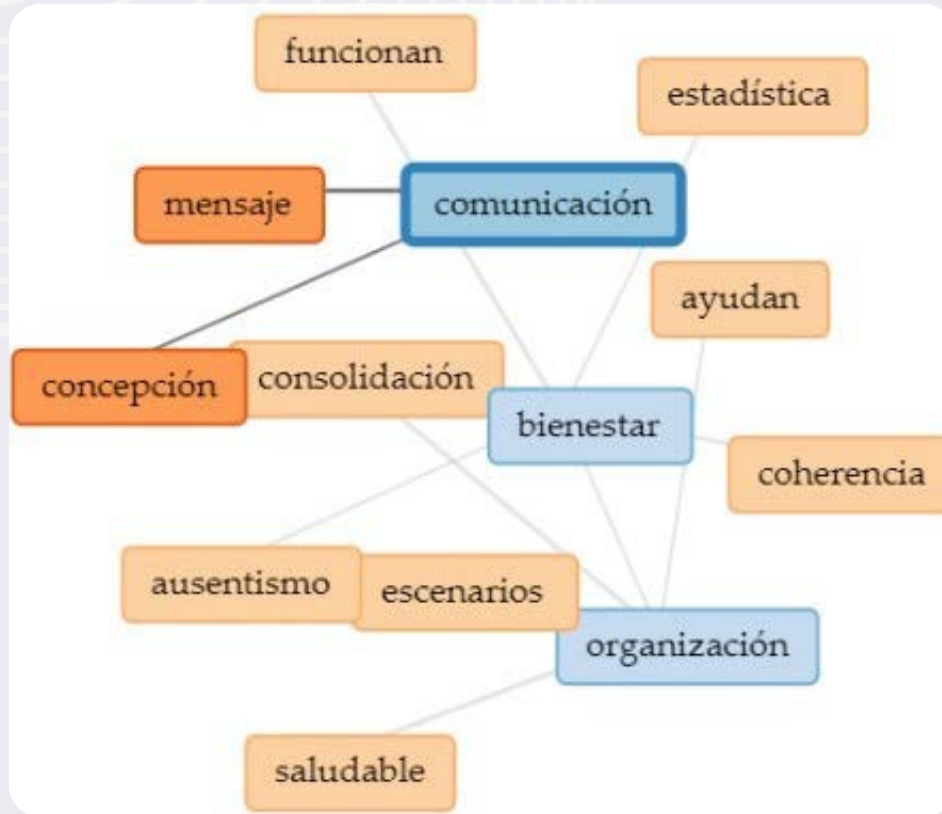 funcionan
estadística
mensaje
comunicación
ayudan
concepción
consolidación
bienestar
coherencia
ausentismo
escenarios
organización
saludable